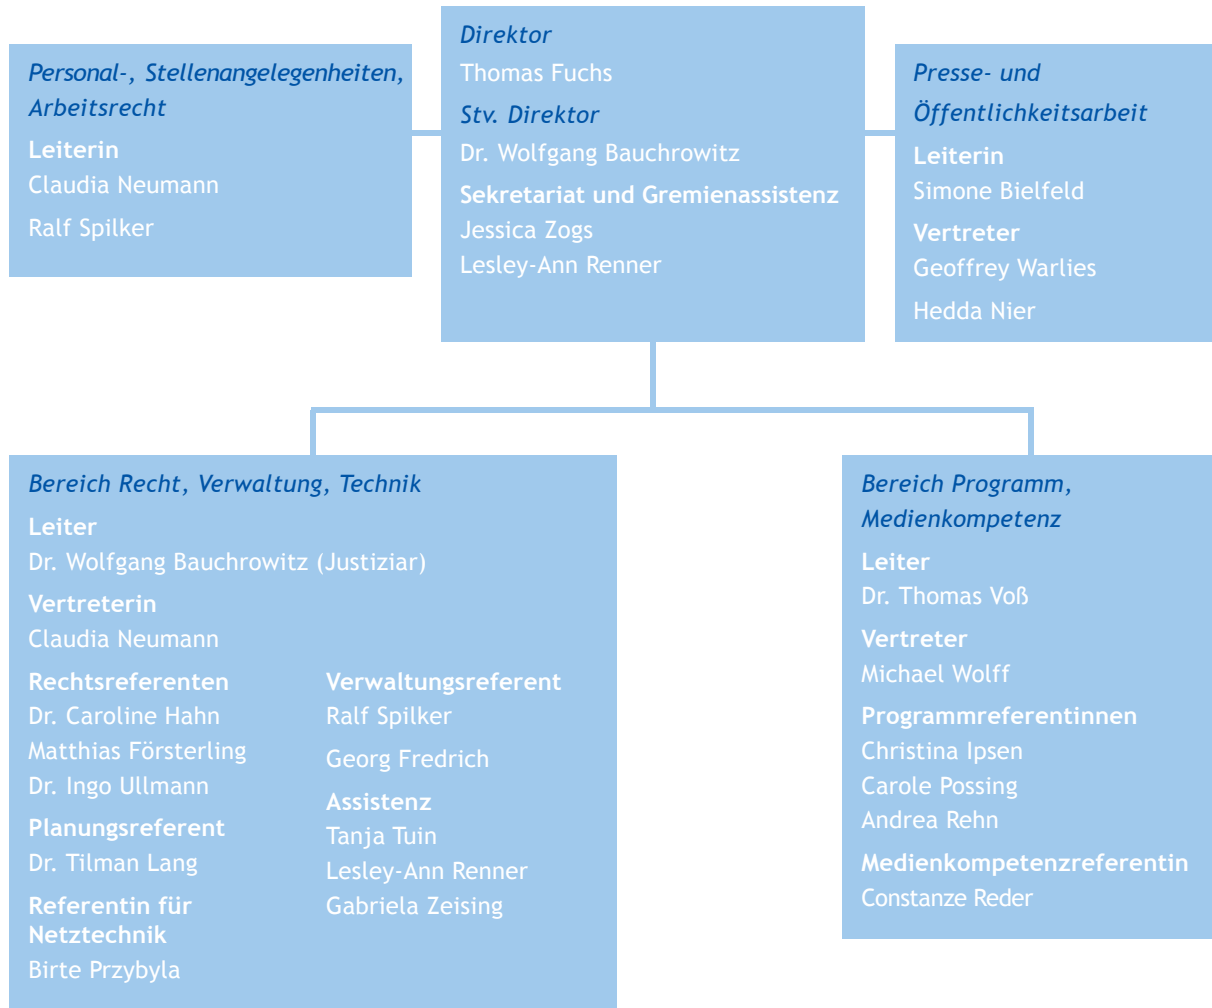 Personal-, Stellenangelegenheiten,
Arbeitsrecht
Leiterin
Claudia Neumann
Ralf Spilker
Direktor
Thomas Fuchs
Stv. Direktor
Dr. Wolfgang Bauchrowitz
Sekretariat und Gremienassistenz
Jessica Zogs
Lesley-Ann Renner
Presse- und
Öffentlichkeitsarbeit
Leiterin
Simone Bielfeld
Vertreter
Geoffrey Warlies
Hedda Nier
Bereich Recht, Verwaltung, Technik
Leiter
Dr. Wolfgang Bauchrowitz (Justiziar)
Vertreterin
Claudia Neumann
Rechtsreferenten
Dr. Caroline Hahn
Matthias Försterling
Dr. Ingo Ullmann
Planungsreferent
Dr. Tilman Lang
Referentin für
Netztechnik
Birte Przybyla
Verwaltungsreferent
Ralf Spilker
Georg Fredrich
Assistenz
Tanja Tuin
Lesley-Ann Renner
Gabriela Zeising
Bereich Programm,
Medienkompetenz
Leiter
Dr. Thomas Voß
Vertreter
Michael Wolff
Programmreferentinnen
Christina Ipsen
Carole Possing
Andrea Rehn
Medienkompetenzreferentin
Constanze Reder